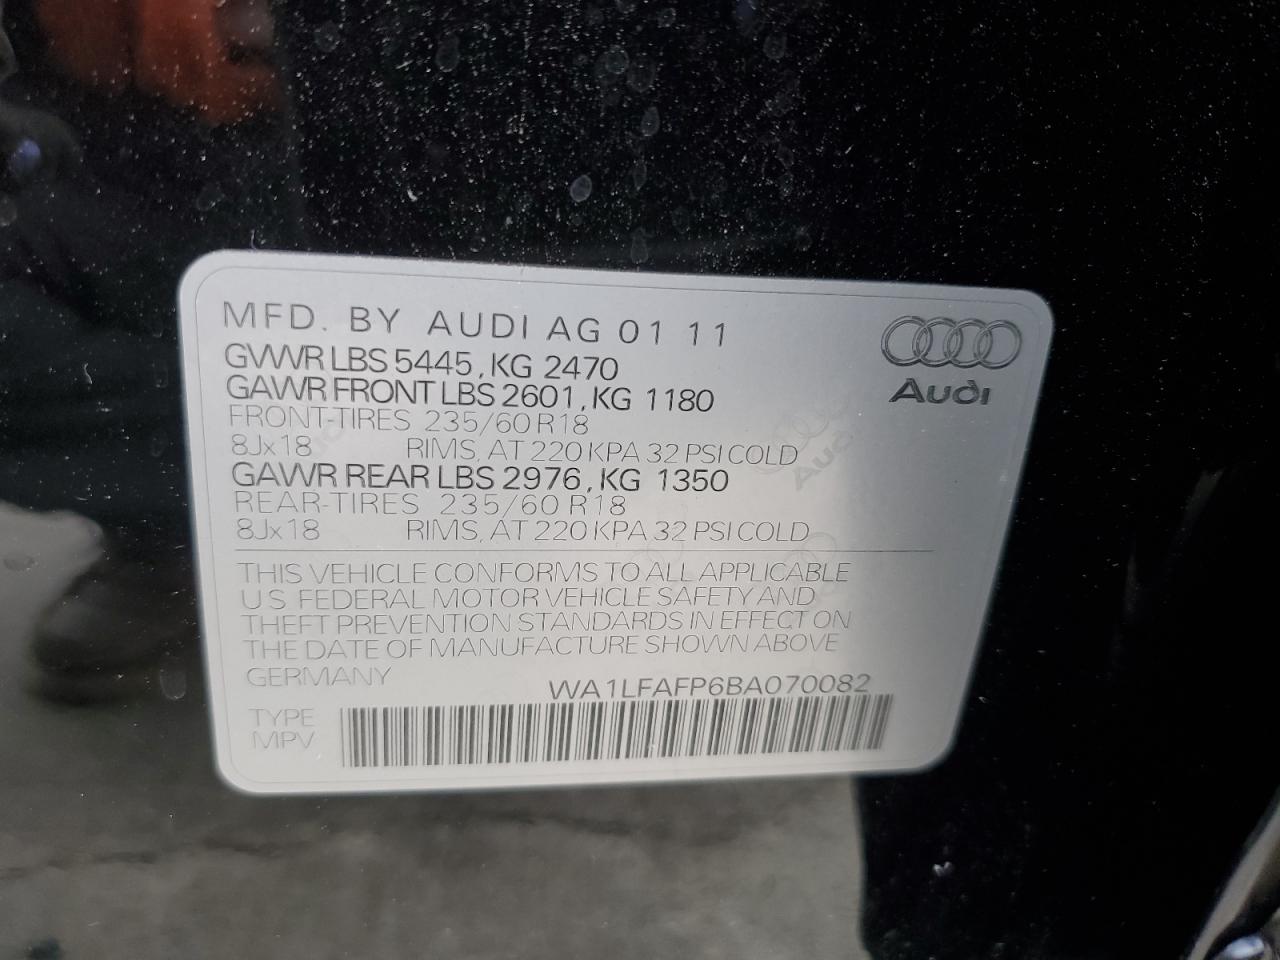 MFD. BY AUDI AG 01 11
GVWR LBS 5445, KG 2470
GAWR FRONT LBS 2601, KG 1180
FRONT-TIRES 235/60 R18
8Jx18 RIMS, AT 220 KPA 32 PSI COLD
GAWR REAR LBS 2976, KG 1350
REAR-TIRES 235/60 R18
8Jx18 RIMS, AT 220 KPA 32 PSI COLD
Audi
THIS VEHICLE CONFORMS TO ALL APPLICABLE
U S FEDERAL MOTOR VEHICLE SAFETY AND
THEFT PREVENTION STANDARDS IN EFFECT ON
THE DATE OF MANUFACTURE SHOWN ABOVE
GERMANY
WA1LFAFP6BA070082
TYPE
MPV